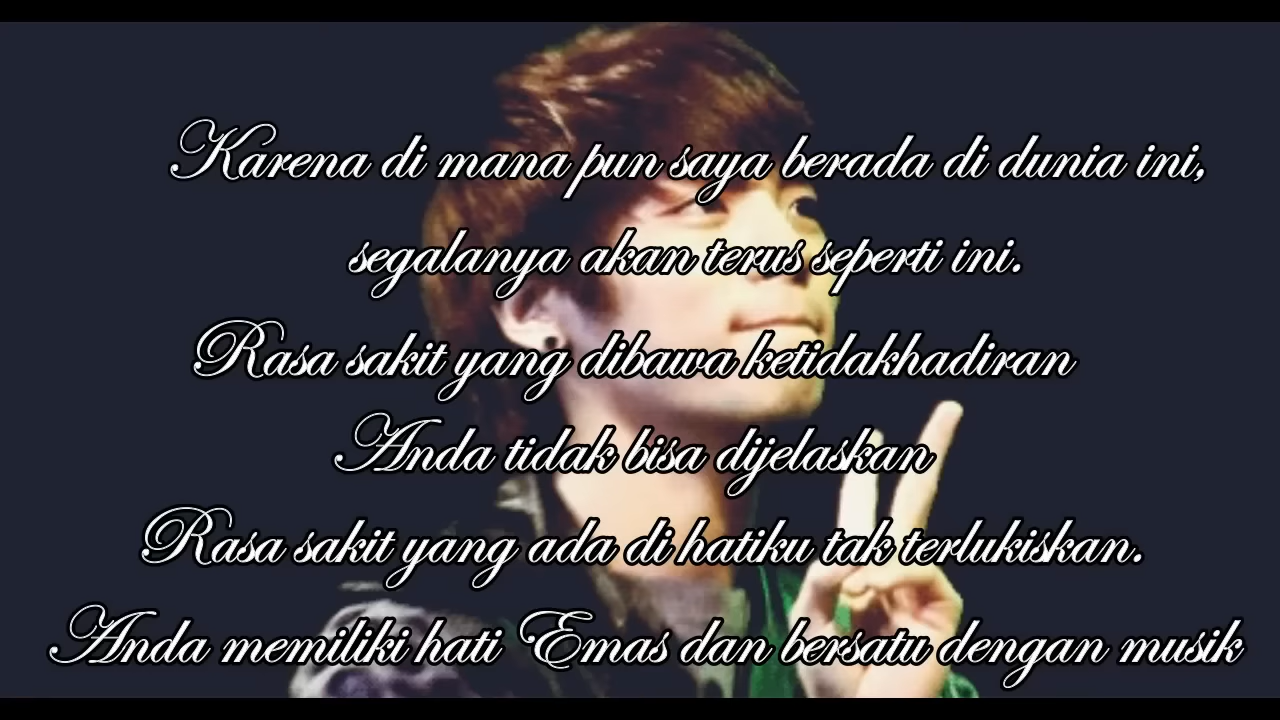 Karena di mana pun saya berada di dunia ini,
segalanya akan terus seperti ini.
Rasa sakit yang dibawa ketidakhadiran
Anda tidak bisa dijelaskan
Rasa sakit yang ada di hatiku tak terlukiskan.
Anda memiliki hati Emas dan bersatu dengan musik